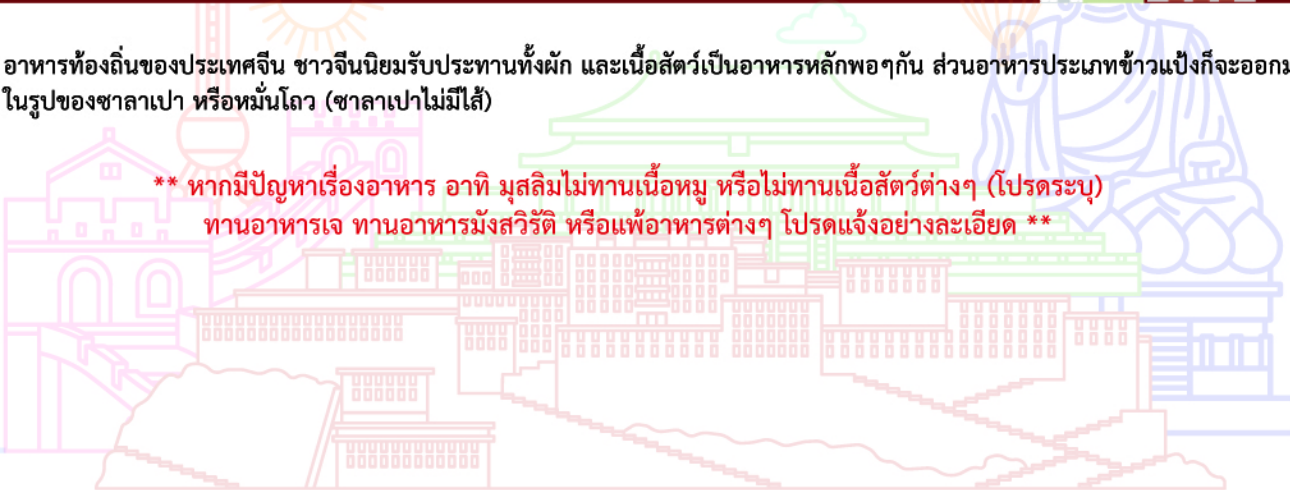 อาหารท้องถิ่นของประเทศจีน ชาวจีนนิยมรับประทานทั้งผัก และเนื้อสัตว์เป็นอาหารหลักพอๆกัน ส่วนอาหารประเภทข้าวแป้งก็จะออกม
ในรูปของซาลาเปา หรือหมั่นโถว (ซาลาเปาไม่มีไส้)
** หากมีปัญหาเรื่องอาหาร อาทิ มุสลิมไม่ทานเนื้อหมู หรือไม่ทานเนื้อสัตว์ต่างๆ (โปรดระบุ)
ทานอาหารเจ ทานอาหารมังสวิรัติ หรือแพ้อาหารต่างๆ โปรดแจ้งอย่างละเอียด **